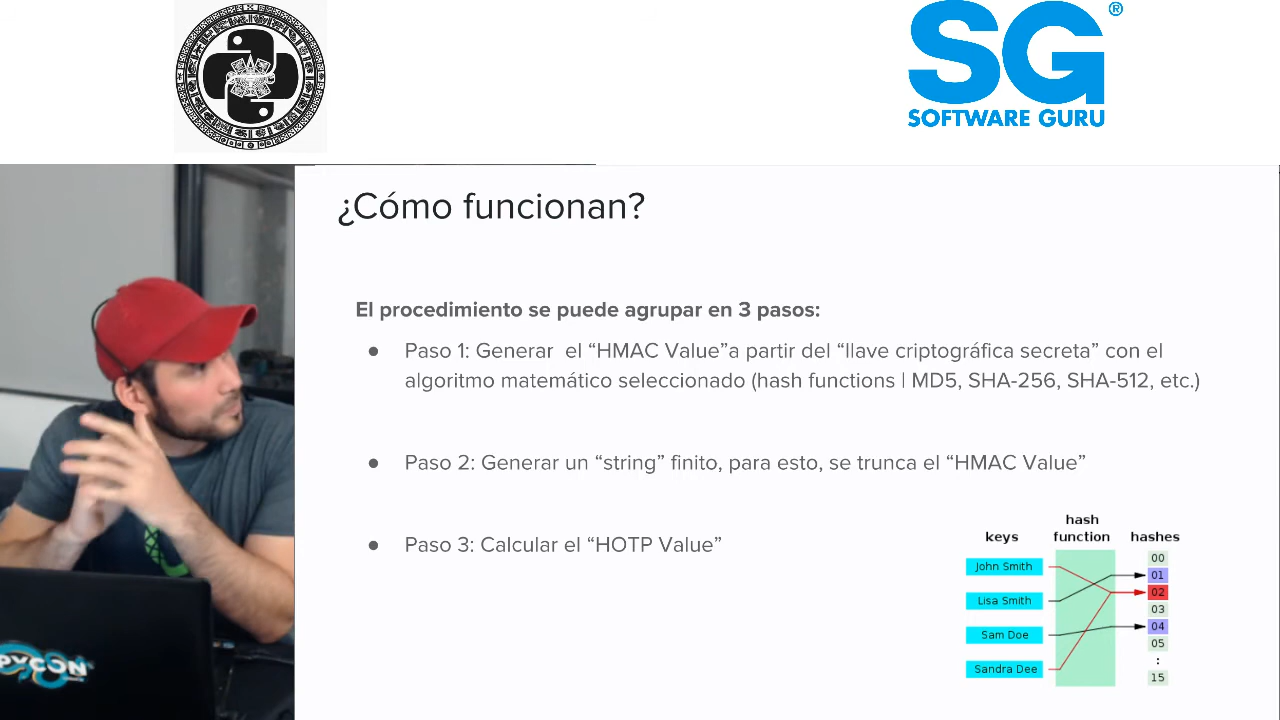 SG®
SOFTWARE GURU
¿Cómo funcionan?
El procedimiento se puede agrupar en 3 pasos:
● Paso 1: Generar  el “HMAC Value”a partir del “llave criptográfica secreta” con el
algoritmo matemático seleccionado (hash functions | MD5, SHA-256, SHA-512, etc.)
● Paso 2: Generar un “string” finito, para esto, se trunca el “HMAC Value”
● Paso 3: Calcular el “HOTP Value”
keys
hash
function
hashes
John Smith
Lisa Smith
Sam Doe
Sandra Dee
00
01
02
03
04
05
:
15
PYCON